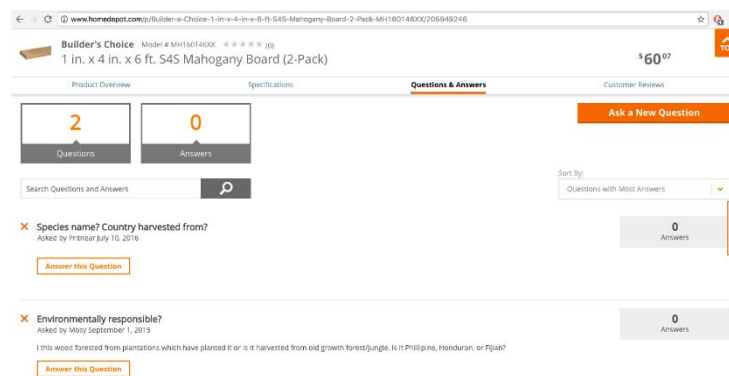 www.homedepot.com/p/Builder-s-Choice-1-in-x-4-in-x-6-ft-S4S-Mahogany-Board-2-Pack-MH160146XX/205949246
Builder's Choice Model # MH160146XX (0)
1 in. x 4 in. x 6 ft. S4S Mahogany Board (2-Pack)
$60 07
TO
Product Overview Specifications Questions & Answers Customer Reviews
2 0
Questions Answers
Ask a New Question
Sort By:
Search Questions and Answers
Questions with Most Answers
Species name? Country harvested from?
Asked by Pritnear July 10, 2016
0
Answers
Answer this Question
Environmentally responsible?
Asked by Mosy September 1, 2015
0
Answers
I this wood forested from plantations which have planted it or is it harvested from old growth forest/jungle. Is it Phillipine, Honduran, or Fijian?
Answer this Question